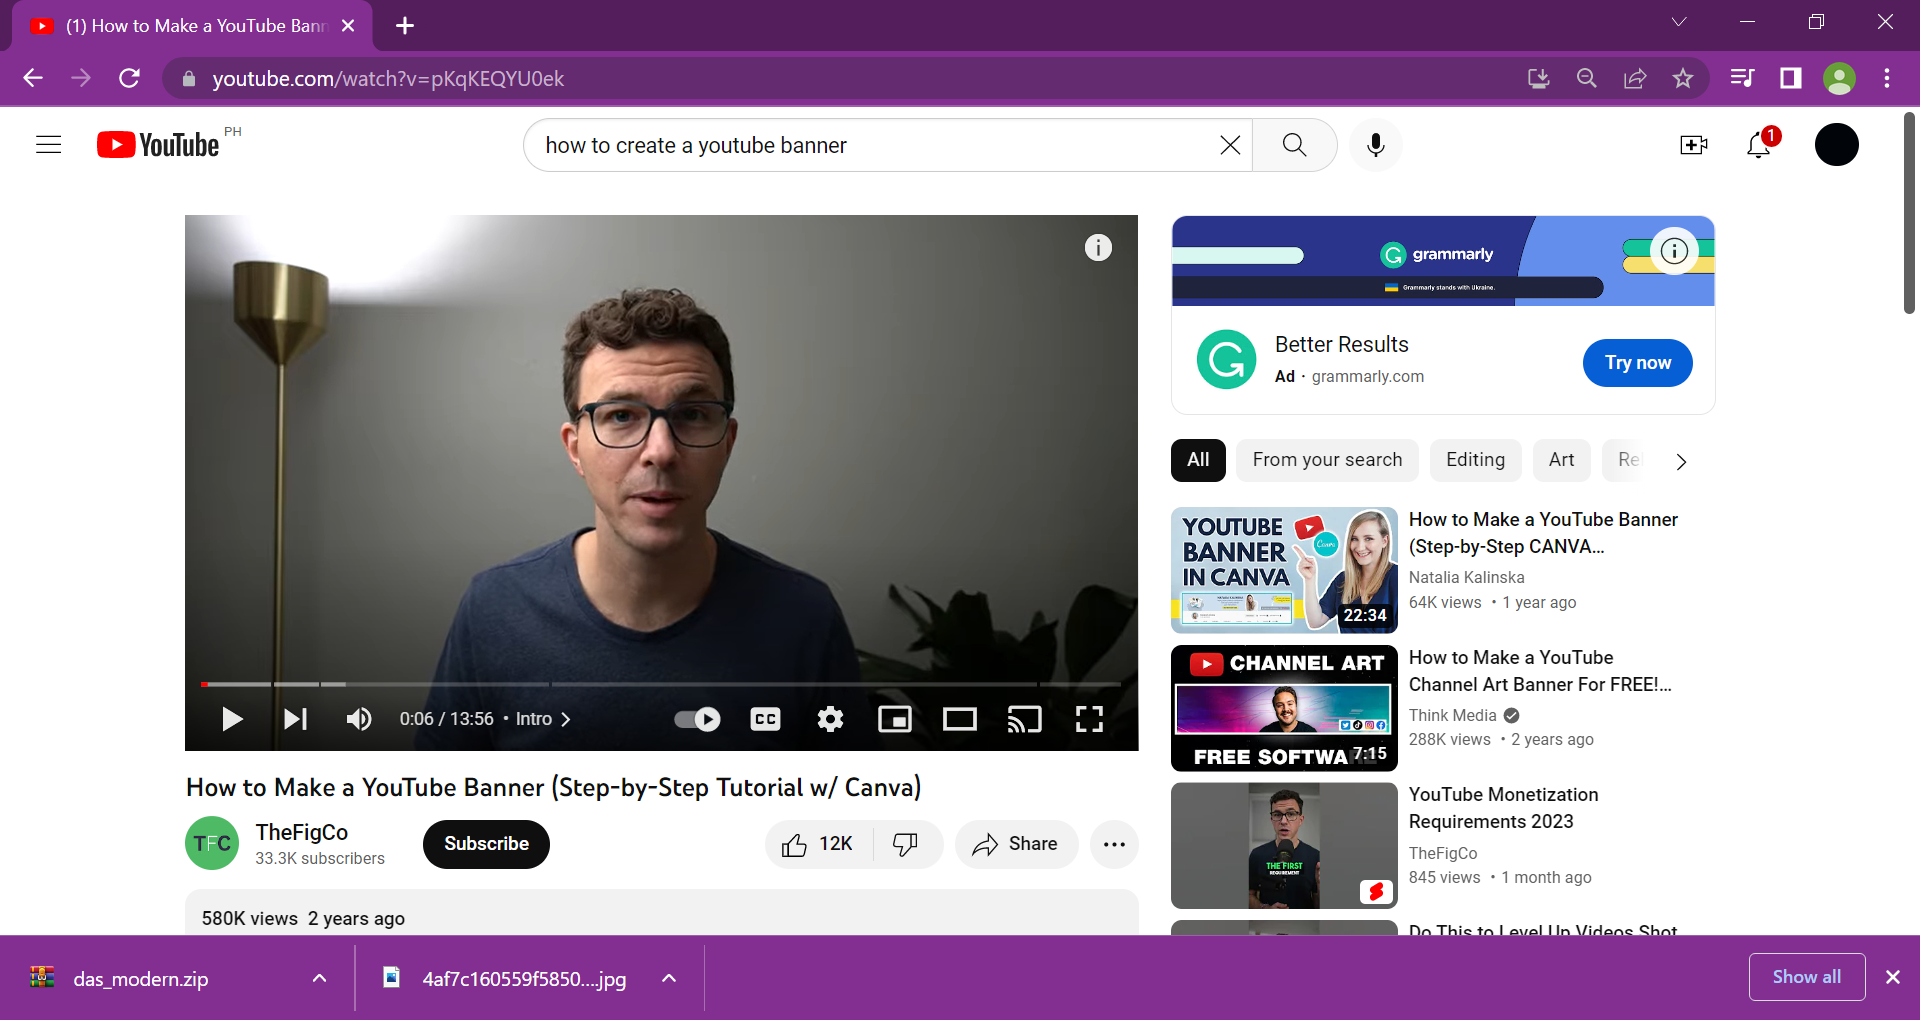 (1) How to Make a YouTube Bann
youtube.com/watch?v=pKqKEQYU0ek
YouTube PH
how to create a youtube banner
1
grammarly
Grammarly stands with Ukraine.
Better Results
Ad · grammarly.com
Try now
All
From your search
Editing
Art
Re
0:06 / 13:56 • Intro
CC
How to Make a YouTube Banner (Step-by-Step Tutorial w/ Canva)
TFC
TheFigCo
33.3K subscribers
Subscribe
12K
Share
580K views 2 years ago
YOUTUBE
BANNER
IN CANVA
Canva
22:34
How to Make a YouTube Banner
(Step-by-Step CANVA...
Natalia Kalinska
64K views • 1 year ago
CHANNEL ART
FREE SOFTWA
7:15
How to Make a YouTube
Channel Art Banner For FREE!...
Think Media
288K views • 2 years ago
THE FIRST
REQUIREMENT
YouTube Monetization
Requirements 2023
TheFigCo
845 views • 1 month ago
Do This to Level Up Videos Shot
das_modern.zip
4af7c160559f5850....jpg
Show all